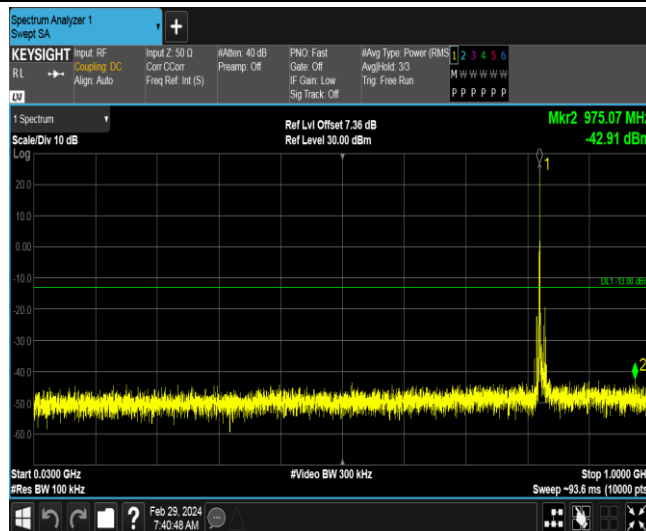 Spectrum Analyzer 1
Swept SA
KEYSIGHT Input: RF Input Z: 50 Ω #Atten: 40 dB PNO: Fast #Avg Type: Power (RMS 1 2 3 4 5 6
RL Coupling: DC Corr CCorr Preamp: Off Gate: Off Avg|Hold: 3/3 M W W W W W
Align: Auto Freq Ref: Int (S) IF Gain: Low Trig: Free Run
Sig Track: Off P P P P P P
LXI
1 Spectrum Ref Lvl Offset 7.36 dB Mkr2 975.07 MHz
Scale/Div 10 dB Ref Level 30.00 dBm -42.91 dBm
Log
1
20.0
10.0
0.00
-10.0
DL1 -13.00 dBm
-20.0
-30.0
-40.0
2
-50.0
-60.0
Start 0.0300 GHz #Video BW 300 kHz Stop 1.0000 GH
#Res BW 100 kHz Sweep ~93.6 ms (10000 pts
? Feb 29, 2024
7:40:48 AM